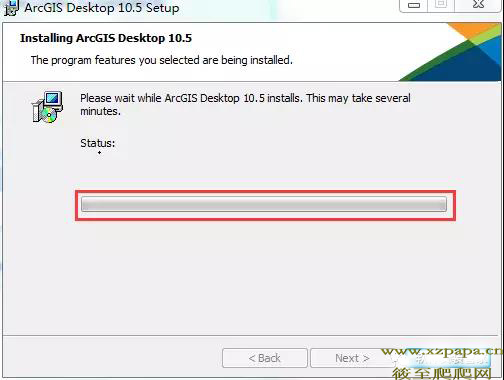 ArcGIS Desktop 10.5 Setup
Installing ArcGIS Desktop 10.5
The program features you selected are being installed.
Please wait while ArcGIS Desktop 10.5 installs. This may take several
minutes.
Status:
< Back
Next >
www.xzpapa.cn
筱至爬爬网